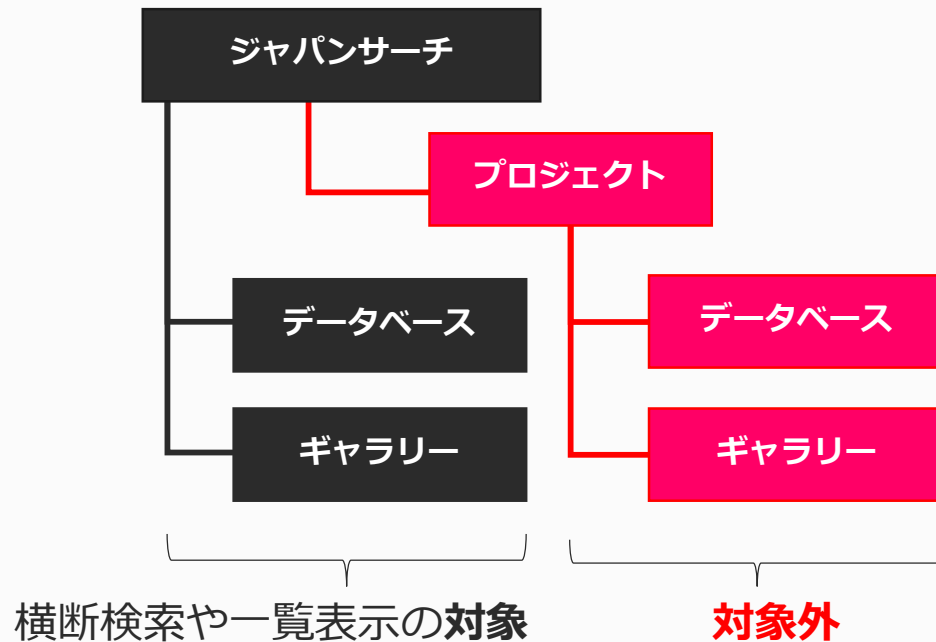 ジャパンサーチ
プロジェクト
データベース
データベース
ギャラリー
ギャラリー
横断検索や一覧表示の対象
対象外